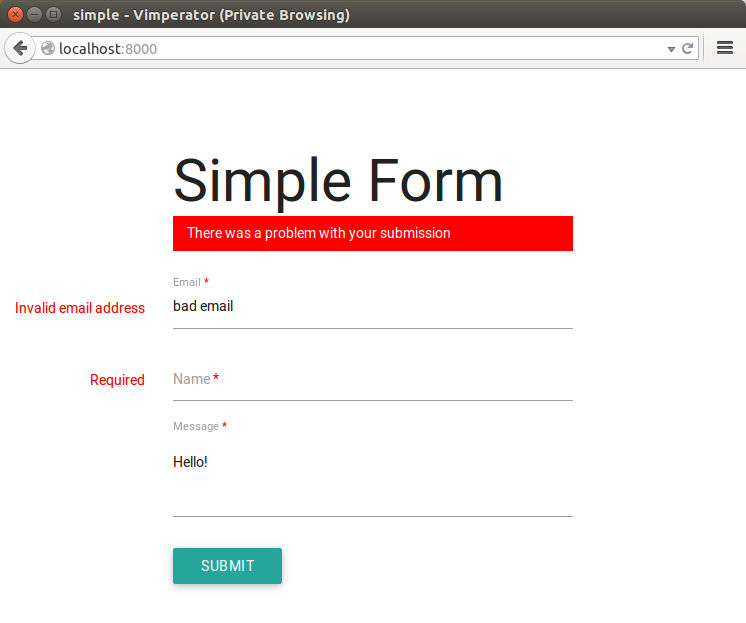 simple - Vimperator (Private Browsing)
localhost:8000
Simple Form
There was a problem with your submission
Email *
Invalid email address
bad email
Required
Name *
Message *
Hello!
SUBMIT